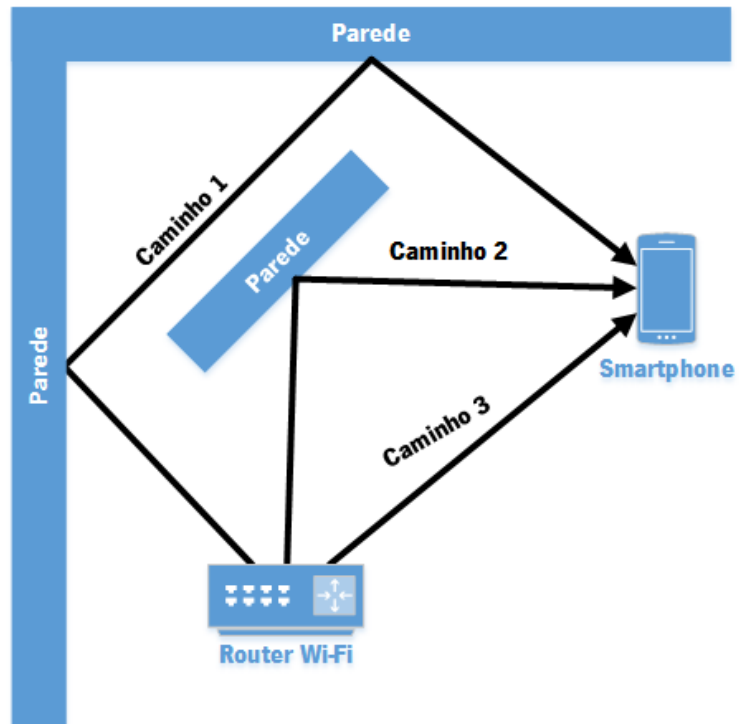 Parede
Caminho 1
Parede
Caminho 2
Parede
Smartphone
Caminho 3
Router Wi-Fi